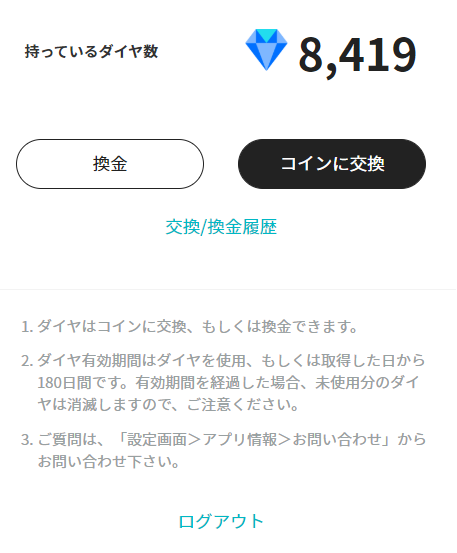 持っているダイヤ数
8,419
換金
コインに交換
交換/換金履歴
1. ダイヤはコインに交換、もしくは換金できます。
2. ダイヤ有効期間はダイヤを使用、もしくは取得した日から
180日間です。有効期間を経過した場合、未使用分のダイ
ヤは消滅しますので、ご注意ください。
3. ご質問は、「設定画面＞アプリ情報＞お問い合わせ」から
お問い合わせ下さい。
ログアウト